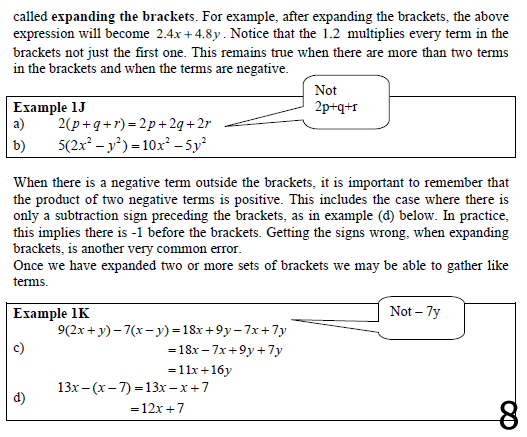 called expanding the brackets. For example, after expanding the brackets, the above
expression will become 2.4x + 4.8y. Notice that the 1.2 multiplies every term in the
brackets not just the first one. This remains true when there are more than two terms
in the brackets and when the terms are negative.
Not
2p+q+r
Example 1J
a) 2(p + q + r) = 2p + 2q + 2r
b) 5(2x² – y²) = 10x² – 5y²
When there is a negative term outside the brackets, it is important to remember that
the product of two negative terms is positive. This includes the case where there is
only a subtraction sign preceding the brackets, as in example (d) below. In practice,
this implies there is -1 before the brackets. Getting the signs wrong, when expanding
brackets, is another very common error.
Once we have expanded two or more sets of brackets we may be able to gather like
terms.
Example 1K
Not – 7y
9(2x + y) – 7(x – y) = 18x + 9y – 7x + 7y
c) = 18x – 7x + 9y + 7y
= 11x + 16y
13x – (x – 7) = 13x – x + 7
d)
= 12x + 7
8